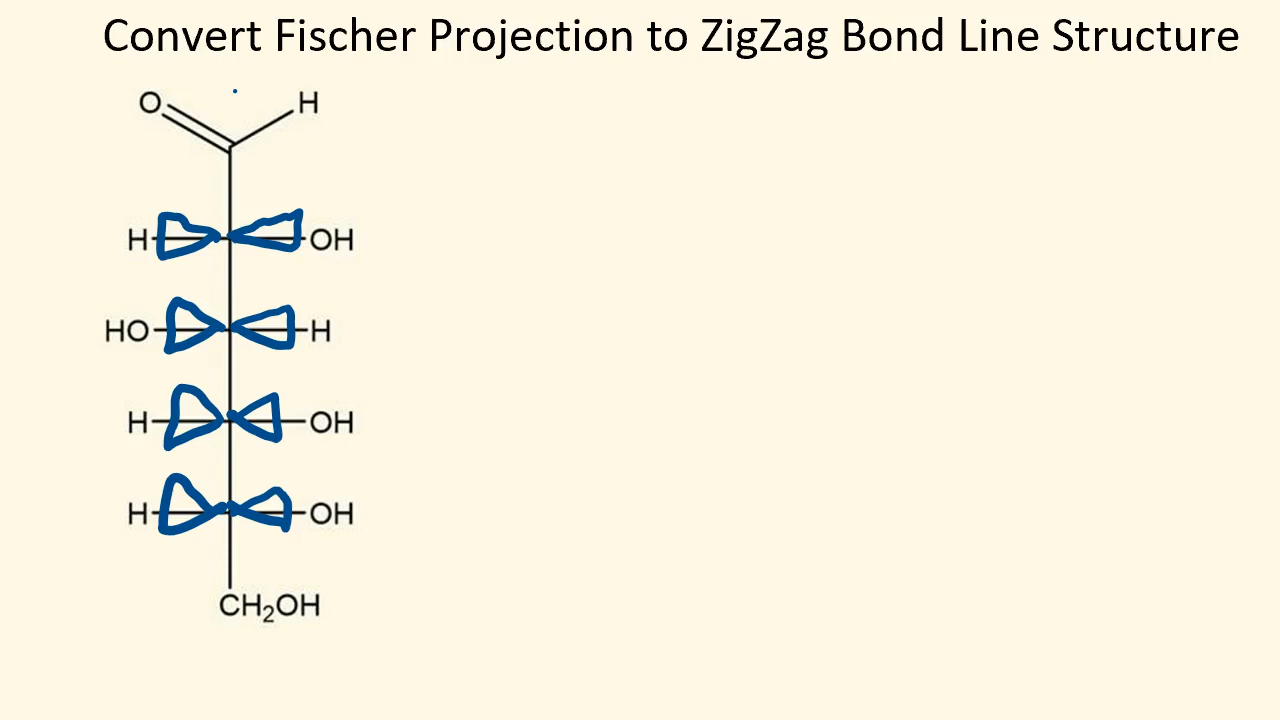 Convert Fischer Projection to ZigZag Bond Line Structure
O H
H OH
HO H
H OH
H OH
CH₂OH